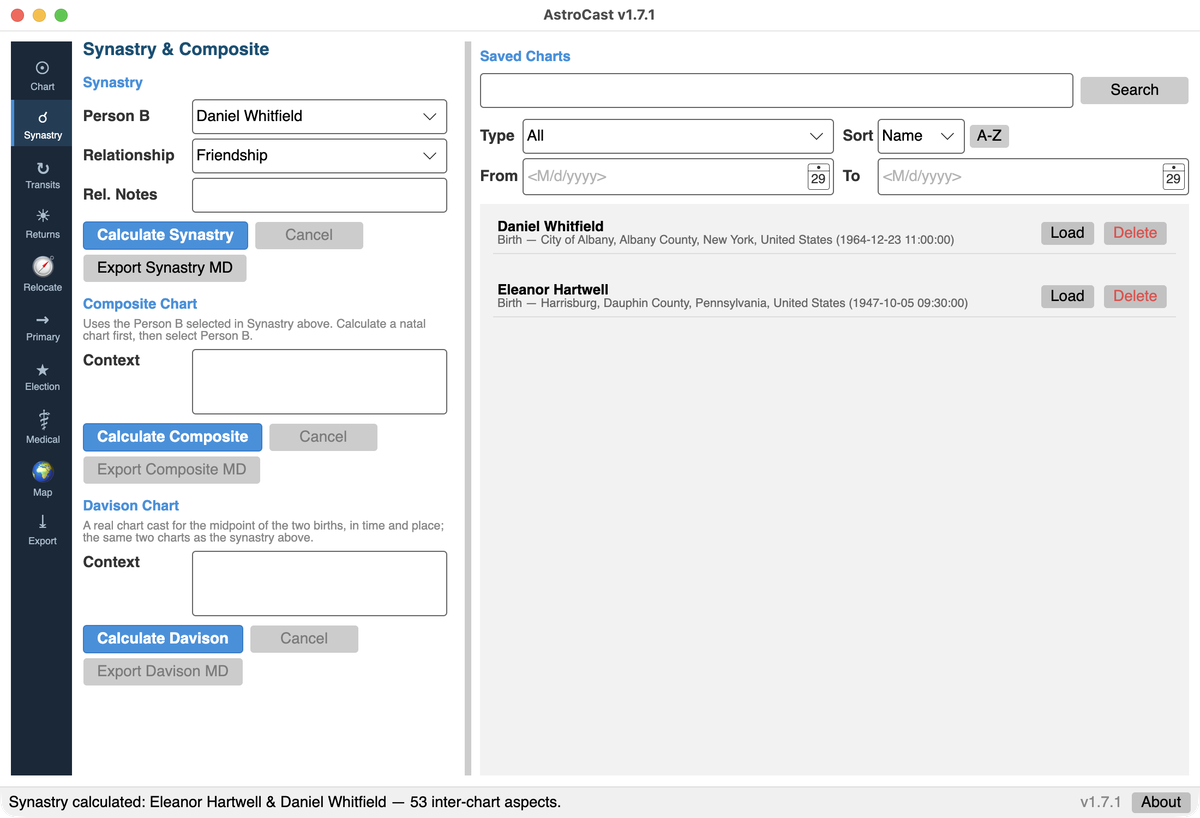 AstroCast v1.7.1
Chart
Synastry
Transits
Returns
Relocate
Primary
Election
Medical
Map
Export
Synastry & Composite
Synastry
Person B
Daniel Whitfield
Relationship
Friendship
Rel. Notes
Calculate Synastry
Cancel
Export Synastry MD
Composite Chart
Uses the Person B selected in Synastry above. Calculate a natal
chart first, then select Person B.
Context
Calculate Composite
Cancel
Export Composite MD
Davison Chart
A real chart cast for the midpoint of the two births, in time and place;
the same two charts as the synastry above.
Context
Calculate Davison
Cancel
Export Davison MD
Saved Charts
Search
Type
All
Sort
Name
A-Z
From
<M/d/yyyy>
29
To
<M/d/yyyy>
29
Daniel Whitfield
Birth — City of Albany, Albany County, New York, United States (1964-12-23 11:00:00)
Load
Delete
Eleanor Hartwell
Birth — Harrisburg, Dauphin County, Pennsylvania, United States (1947-10-05 09:30:00)
Load
Delete
Synastry calculated: Eleanor Hartwell & Daniel Whitfield — 53 inter-chart aspects.
v1.7.1
About